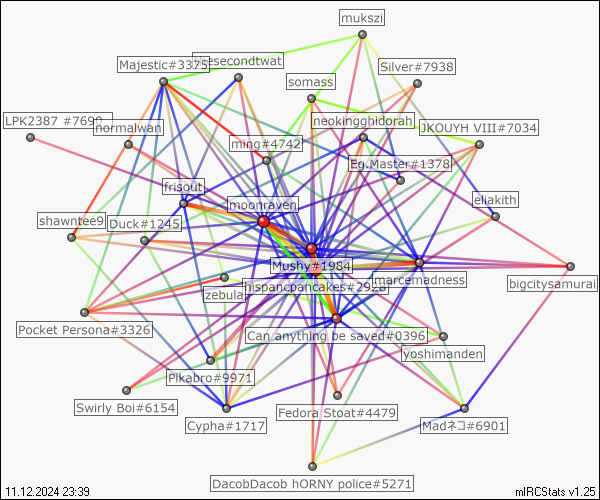 mukszi
Majestic#3375
thesecondtwat
Silver#7938
somass
LPK2387 #7690
normalwan
neokingghidorah
JKOUYH VIII#7034
ming#4742
Eg.Master#1378
frisout
moonraven
eliakith
shawntee9
Duck#1245
Mushy#1984
marcemadness
bigcitysamurai
zebula
hispancpancakes#29
Pocket Persona#3326
Can anything be saved#0396
yoshimanden
Pikabro#9971
Swirly Boi#6154
Fedora Stoat#4479
Cypha#1717
Madネコ#6901
DacobDacob hORNY police#5271
11.12.2024 23:39
mIRCStats v1.25